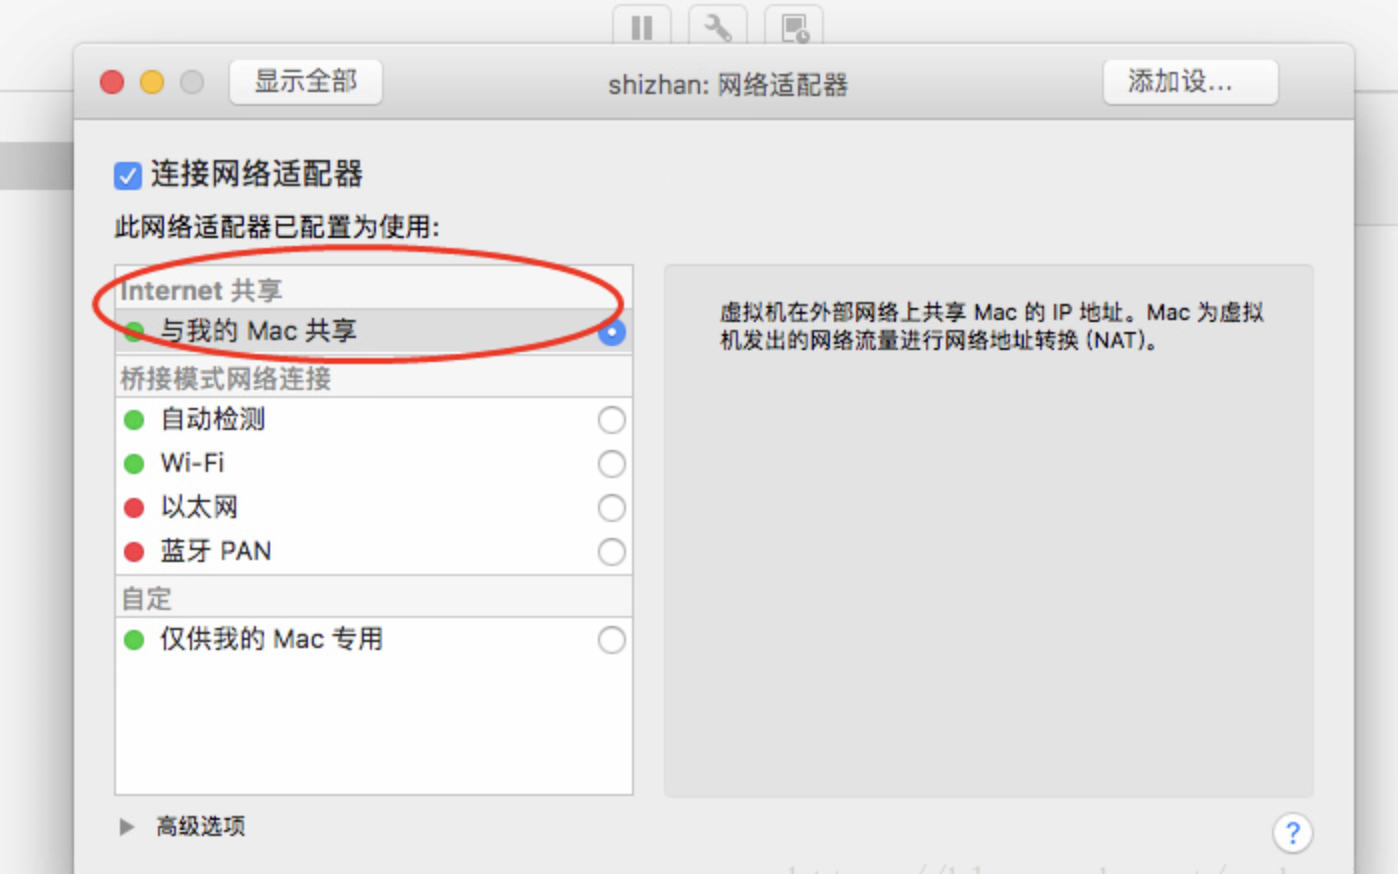 显示全部
shizhan: 网络适配器
添加设...
连接网络适配器
此网络适配器已配置为使用:
Internet 共享
与我的 Mac 共享
桥接模式网络连接
自动检测
Wi-Fi
以太网
蓝牙 PAN
自定
仅供我的 Mac 专用
虚拟机在外部网络上共享 Mac 的 IP 地址。Mac 为虚拟
机发出的网络流量进行网络地址转换 (NAT)。
高级选项
?